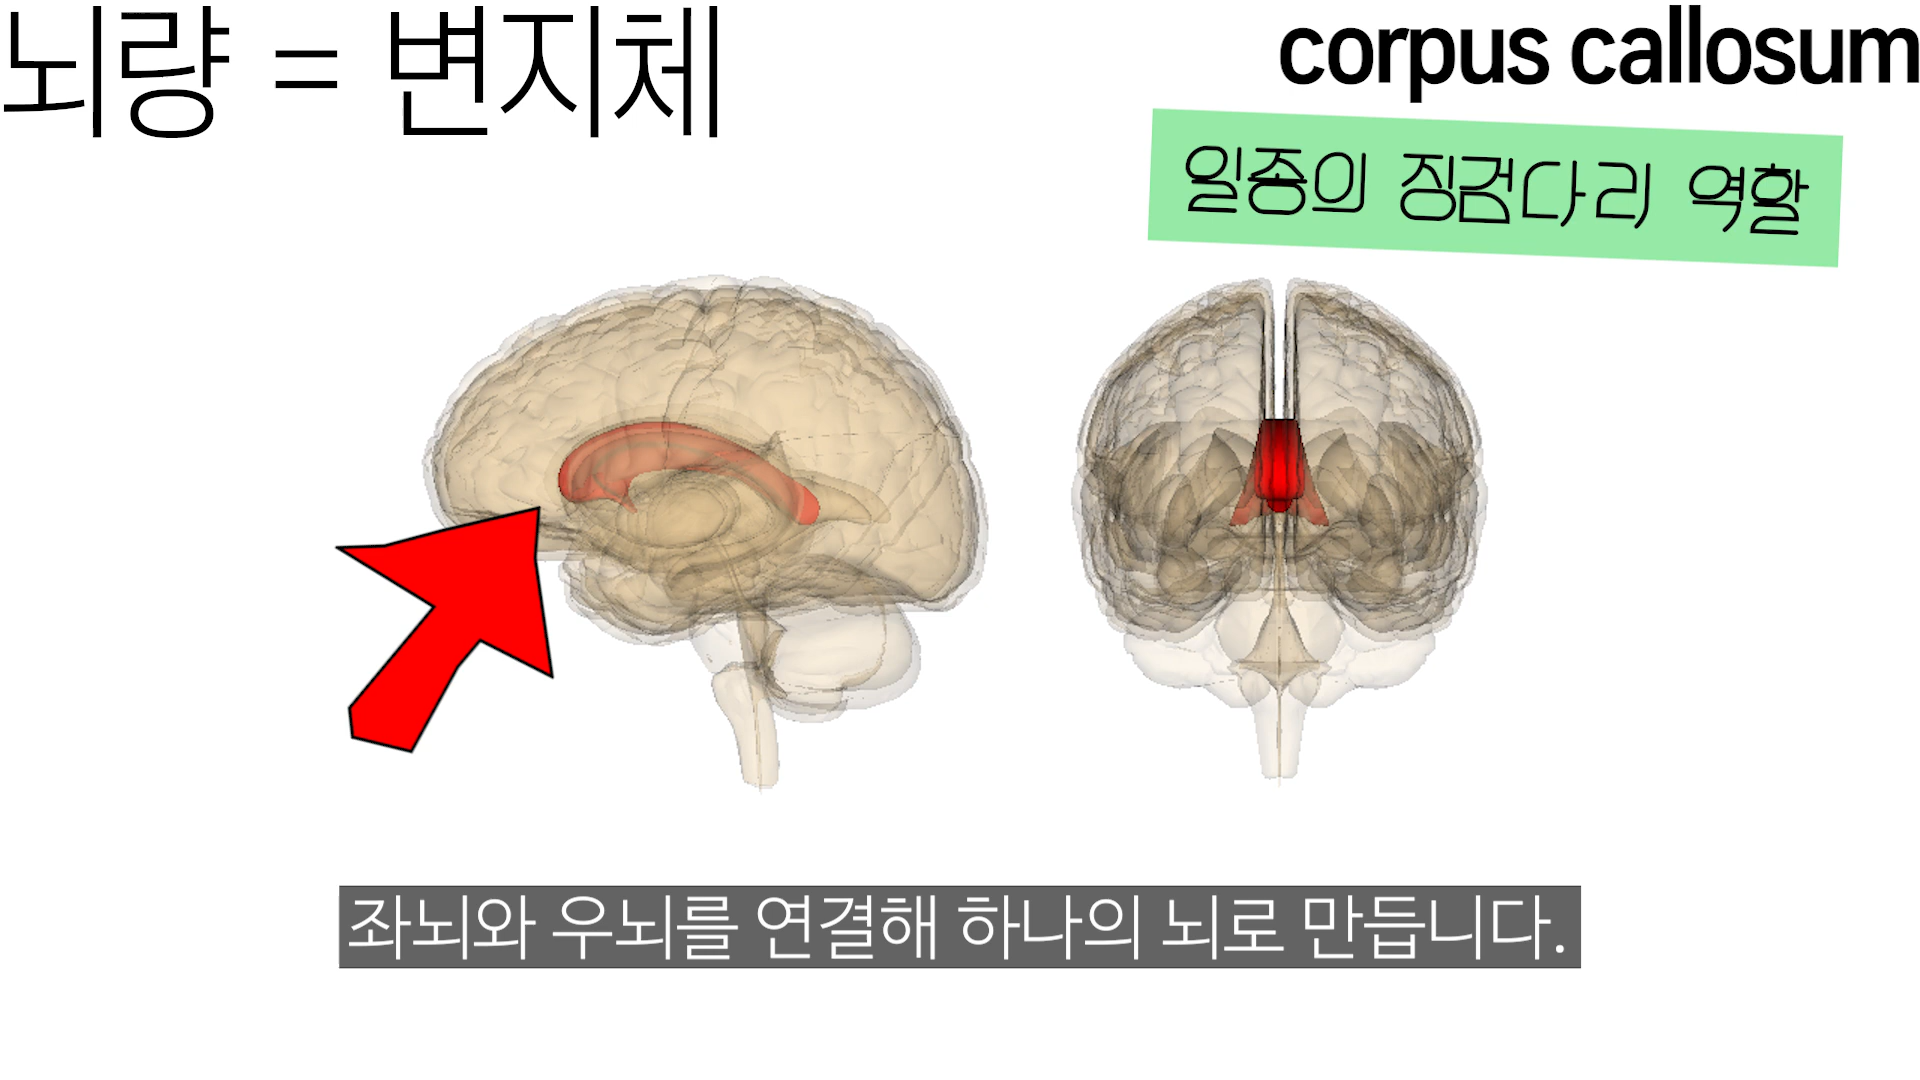 뇌량 = 변지체
corpus callosum
일종의 징검다리 역할
좌뇌와 우뇌를 연결해 하나의 뇌로 만듭니다.